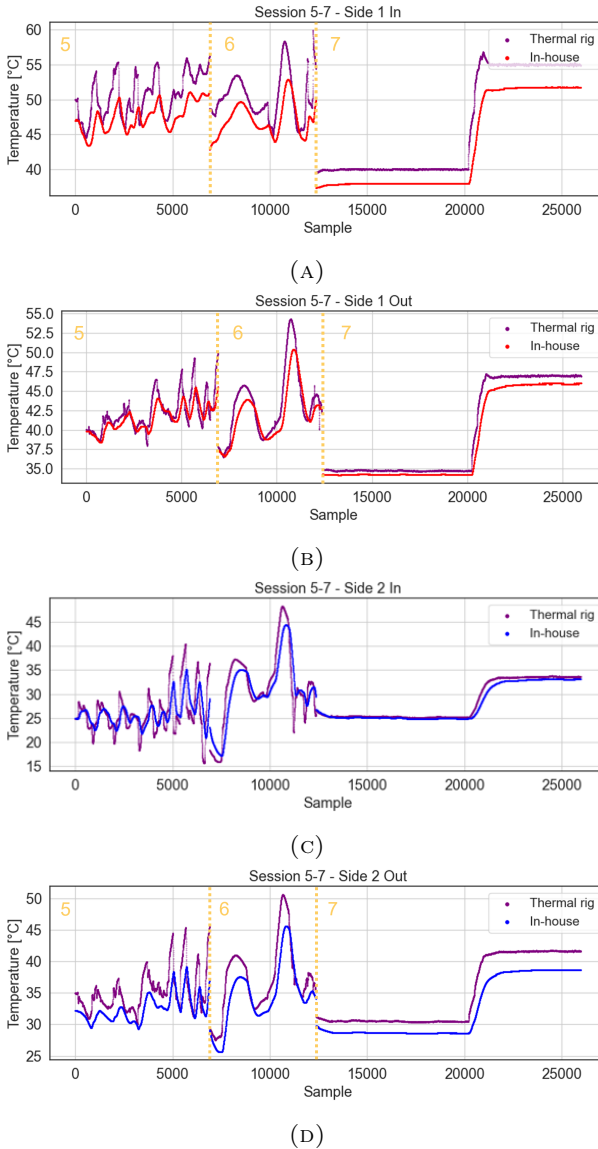 Session 5-7 - Side 1 In
60
55
50
45
40
Temperature [°C]
5
6
7
Thermal rig
In-house
0 5000 10000 15000 20000 25000
Sample
(A)
Session 5-7 - Side 1 Out
55.0
52.5
50.0
47.5
45.0
42.5
40.0
37.5
35.0
Temperature [°C]
5
6
7
Thermal rig
In-house
0 5000 10000 15000 20000 25000
Sample
(B)
Session 5-7 - Side 2 In
45
40
35
30
25
20
15
Temperature [°C]
Thermal rig
In-house
0 5000 10000 15000 20000 25000
Sample
(C)
Session 5-7 - Side 2 Out
50
45
40
35
30
25
Temperature [°C]
5
6
7
Thermal rig
In-house
0 5000 10000 15000 20000 25000
Sample
(D)